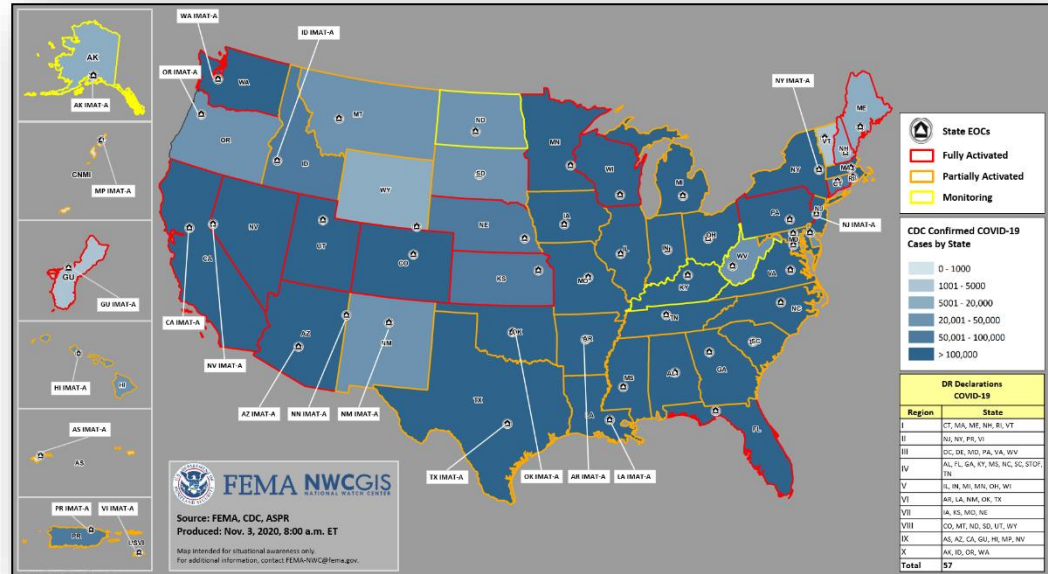 WA IMAT-A
ID IMAT-A
OR IMAT-A
NY IMAT-A
AK
AK IMAT-A
MP IMAT-A
CNMI
GU
GU IMAT-A
HI IMAT-A
HI
AS IMAT-A
AS
PR IMAT-A
VI IMAT-A
PR
USVI
WA
OR
ID
MT
ND
SD
WY
NE
NV
UT
CO
KS
CA
AZ
NM
TX
OK
AR
LA
MS
AL
GA
FL
SC
NC
TN
KY
VA
WV
MD
PA
NJ
NY
CT
RI
MA
VT
NH
ME
OH
IN
IL
MI
WI
MN
IA
MO
NJ IMAT-A
CA IMAT-A
NV IMAT-A
AZ IMAT-A
NN IMAT-A
NM IMAT-A
TX IMAT-A
OK IMAT-A
AR IMAT-A
LA IMAT-A
FEMA NWCGIS
NATIONAL WATCH CENTER
Source: FEMA, CDC, ASPR
Produced: Nov. 3, 2020, 8:00 a.m. ET
Map intended for situational awareness only.
For additional information, contact FEMA-NWC@fema.gov.
State EOCs
Fully Activated
Partially Activated
Monitoring
CDC Confirmed COVID-19
Cases by State
0 - 1000
1001 - 5000
5001 - 20,000
20,001 - 50,000
50,001 - 100,000
> 100,000
DR Declarations
COVID-19
Region State
I CT, MA, ME, NH, RI, VT
II NJ, NY, PR, VI
III DC, DE, MD, PA, VA, WV
IV AL, FL, GA, KY, MS, NC, SC, STOF,
TN
V IL, IN, MI, MN, OH, WI
VI AR, LA, NM, OK, TX
VII IA, KS, MO, NE
VIII CO, MT, ND, SD, UT, WY
IX AS, AZ, CA, GU, HI, MP, NV
X AK, ID, OR, WA
Total 57